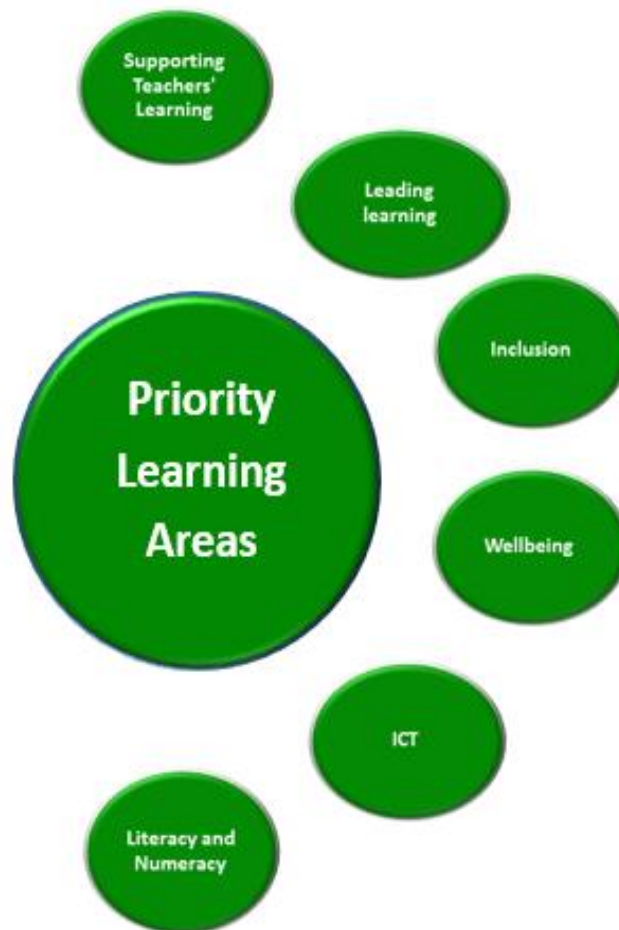 Supporting
Teachers'
Learning
Leading
learning
Inclusion
Priority
Learning
Areas
Wellbeing
ICT
Literacy and
Numeracy